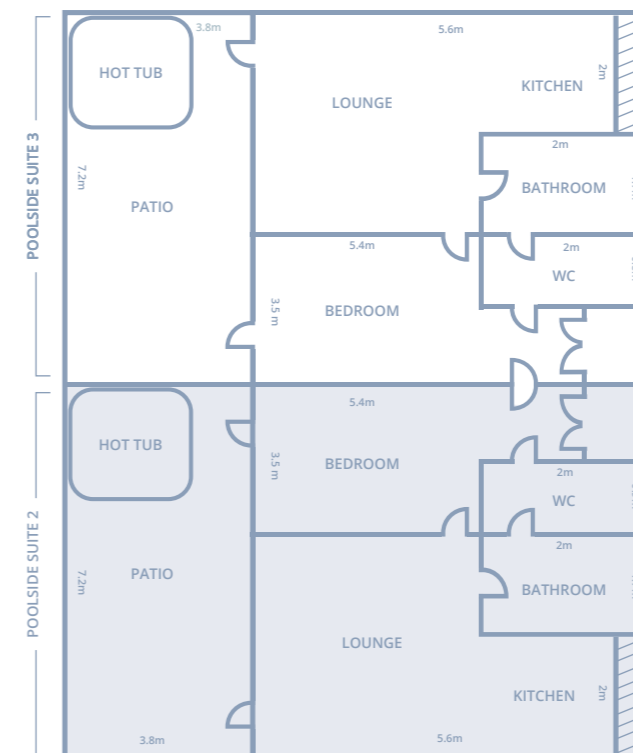 3.8m
5.6m
HOT TUB
LOUNGE
KITCHEN
2m
2m
POOLSIDE SUITE 3
7.2m
PATIO
BATHROOM
5.4m
2m
WC
3.5 m
BEDROOM
5.4m
HOT TUB
3.5 m
BEDROOM
2m
WC
2m
POOLSIDE SUITE 2
7.2m
PATIO
BATHROOM
LOUNGE
KITCHEN
2m
3.8m
5.6m